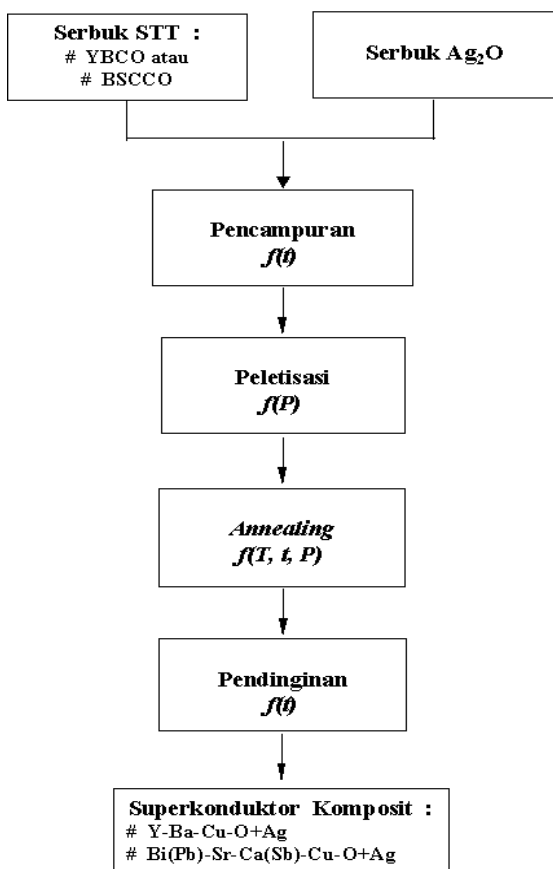 Serbuk STT :
# YBCO atau
# BSCCO
Serbuk Ag₂O
Pencampuran
f(t)
Peletisasi
f(P)
Annealing
f(T, t, P)
Pendinginan
f(t)
Superkonduktor Komposit :
# Y-Ba-Cu-O+Ag
# Bi(Pb)-Sr-Ca(Sb)-Cu-O+Ag